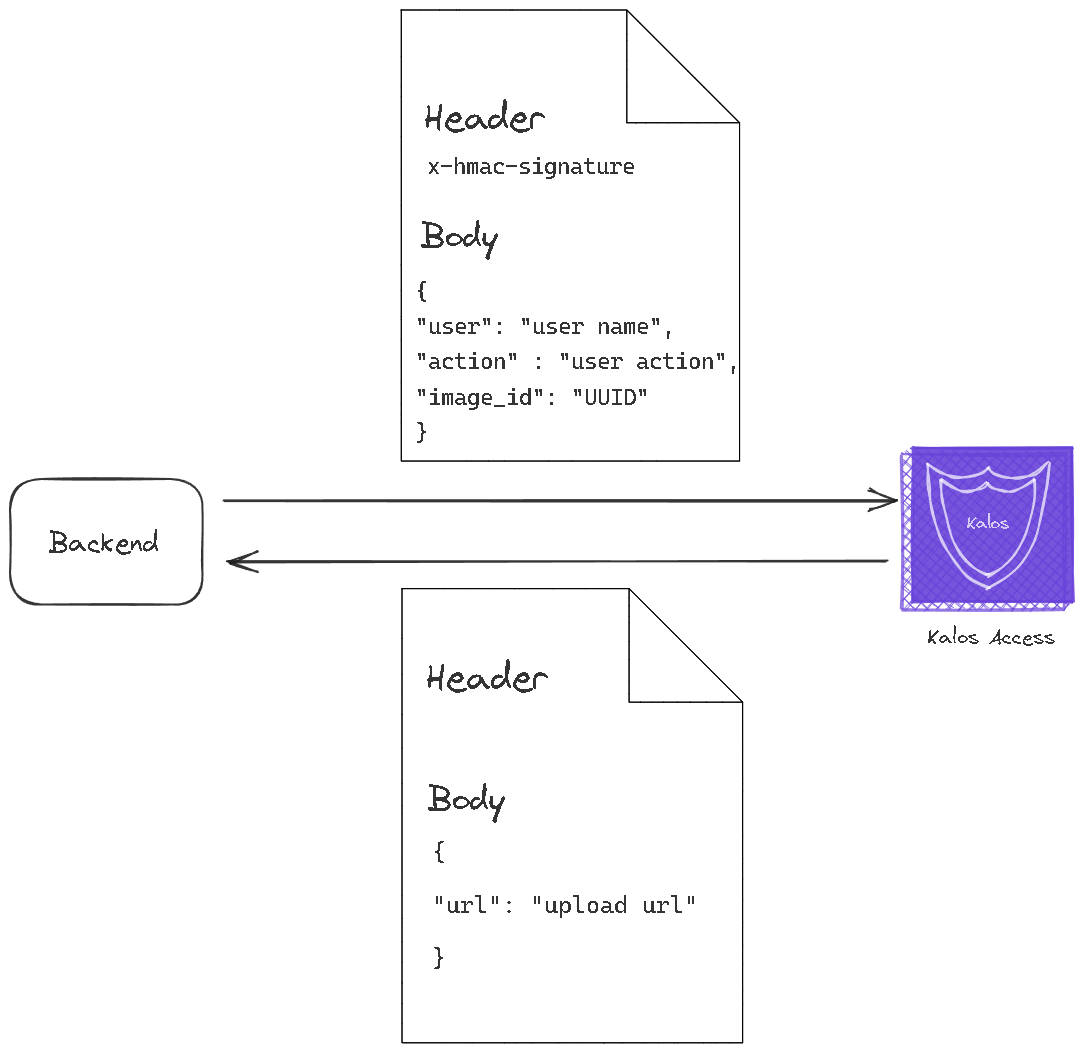 Header
x-hmac-signature
Body
{
"user": "user name",
"action" : "user action",
"image_id": "UUID"
}
Backend
Kalos
Kalos Access
Header
Body
{
"url": "upload url"
}